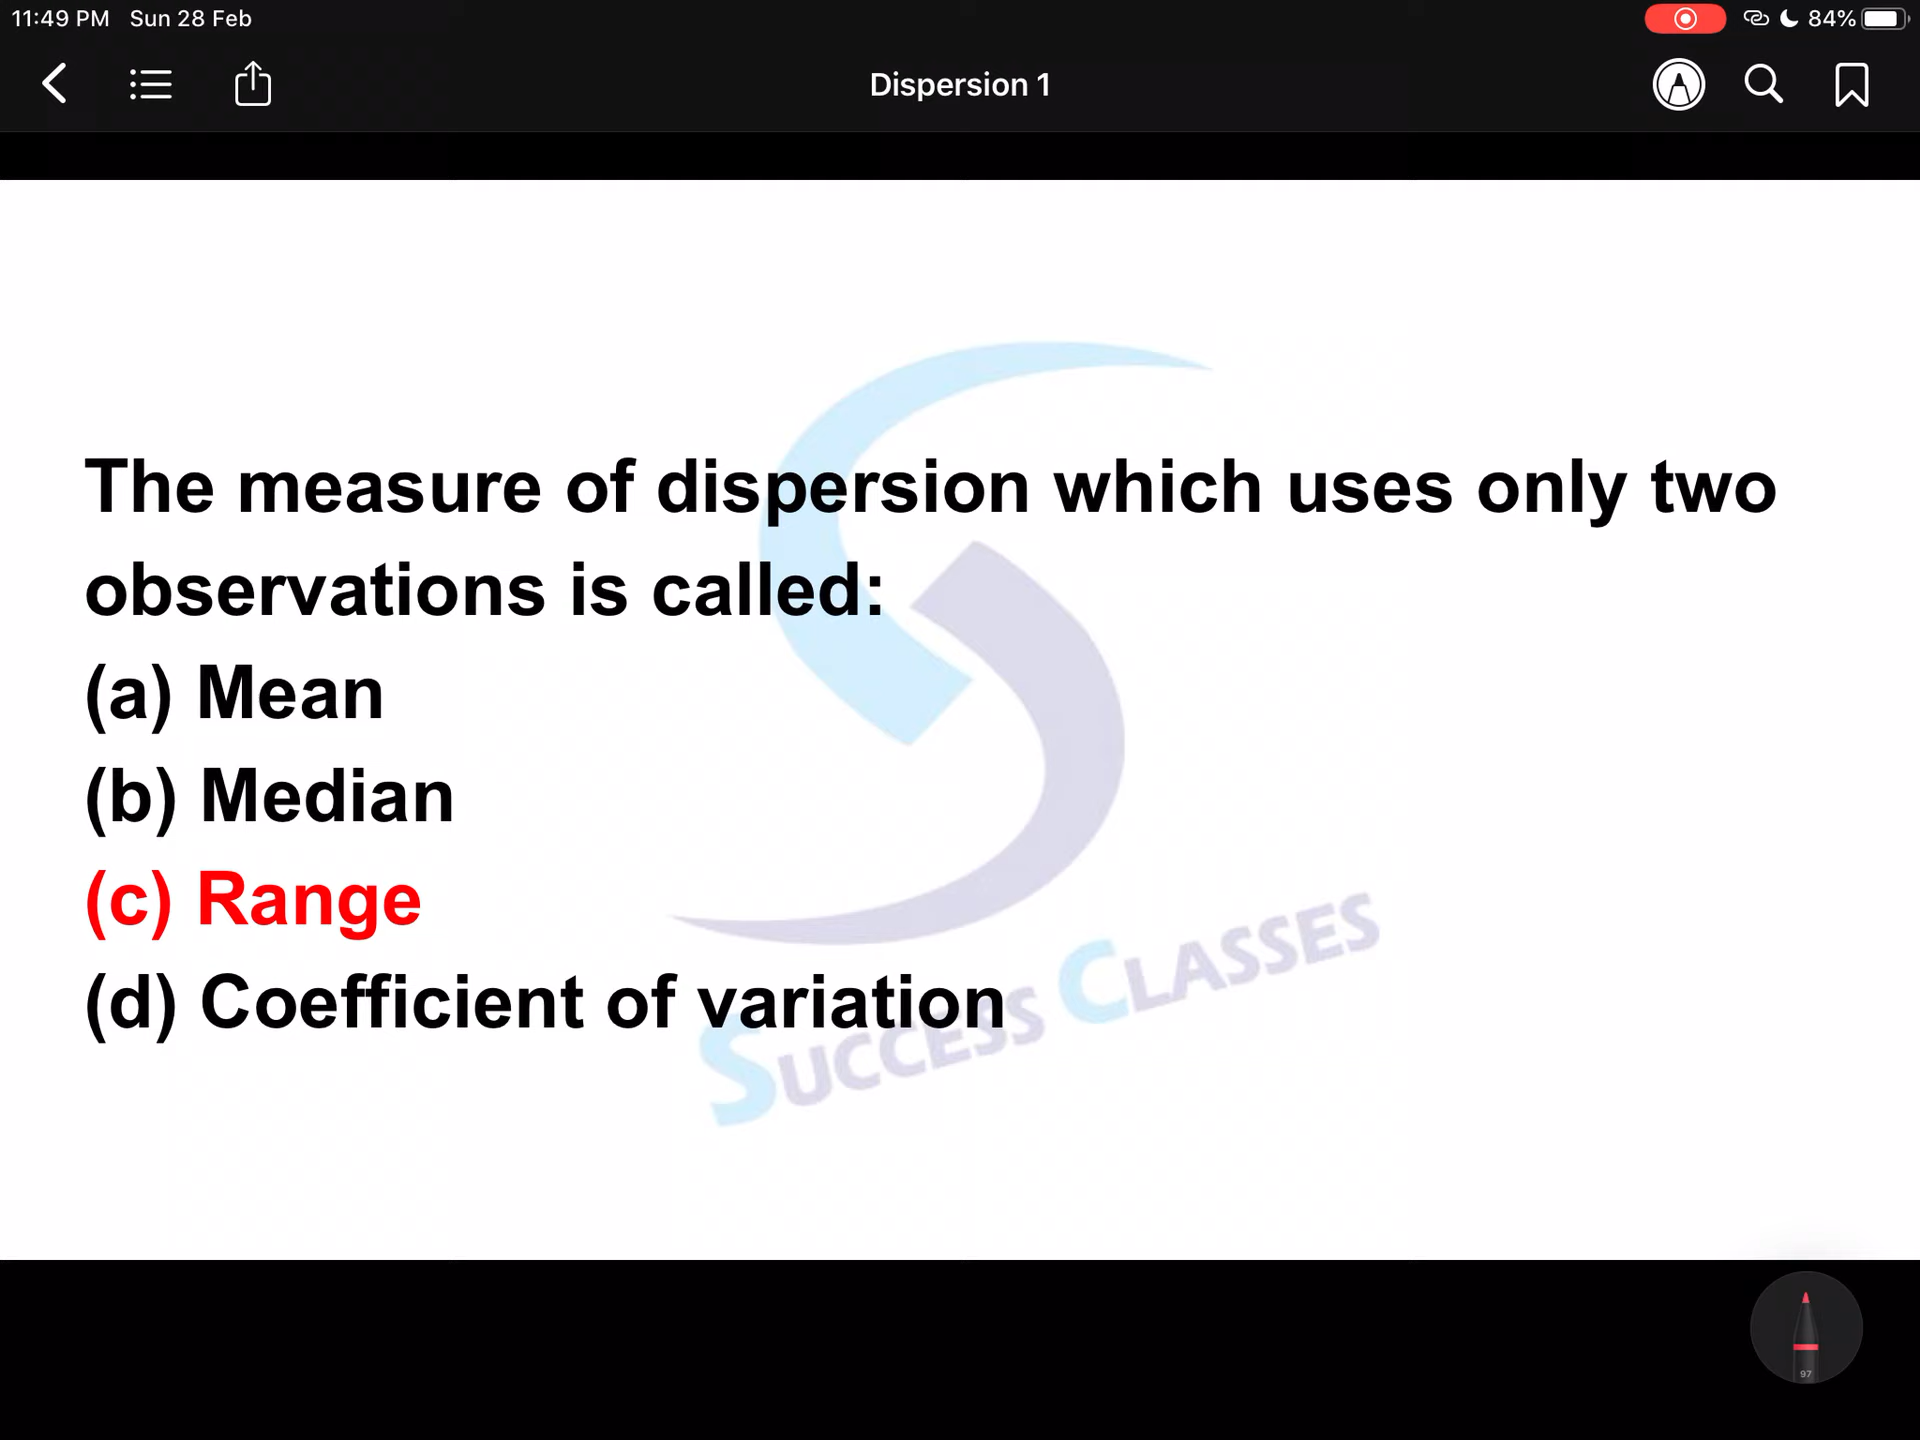 11:49 PM Sun 28 Feb
84%
Dispersion 1
The measure of dispersion which uses only two
observations is called:
(a) Mean
(b) Median
(c) Range
(d) Coefficient of variation
SUCCESS CLASSES
97